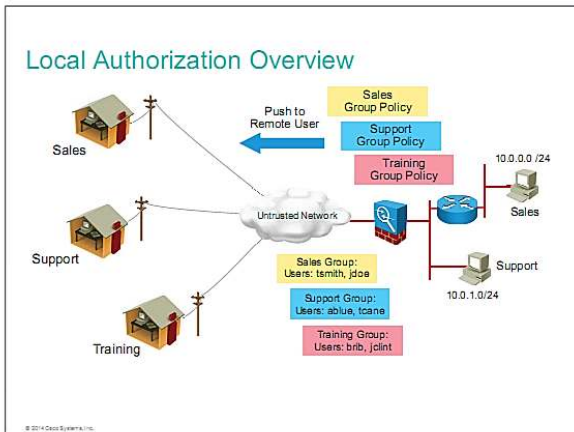 Local Authorization Overview
Sales
Push to
Remote User
Sales
Group Policy
Support
Group Policy
Training
Group Policy
10.0.0.0 /24
Sales
Untrusted Network
Support
Support
10.0.1.0/24
Sales Group:
Users: tsmith, jdoe
Support Group:
Users: ablue, tcane
Training Group:
Users: brib, jclint
Training
© 2014 Cisco Systems, Inc.